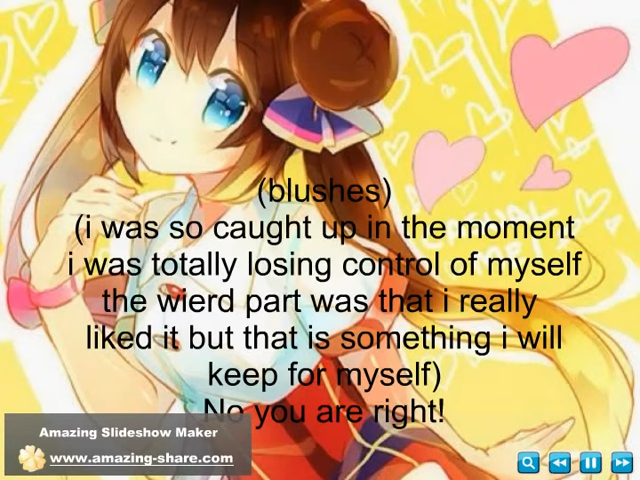 (blushes)
(i was so caught up in the moment
i was totally losing control of myself
the wierd part was that i really
liked it but that is something i will
keep for myself)
No you are right!
Amazing Slideshow Maker
www.amazing-share.com